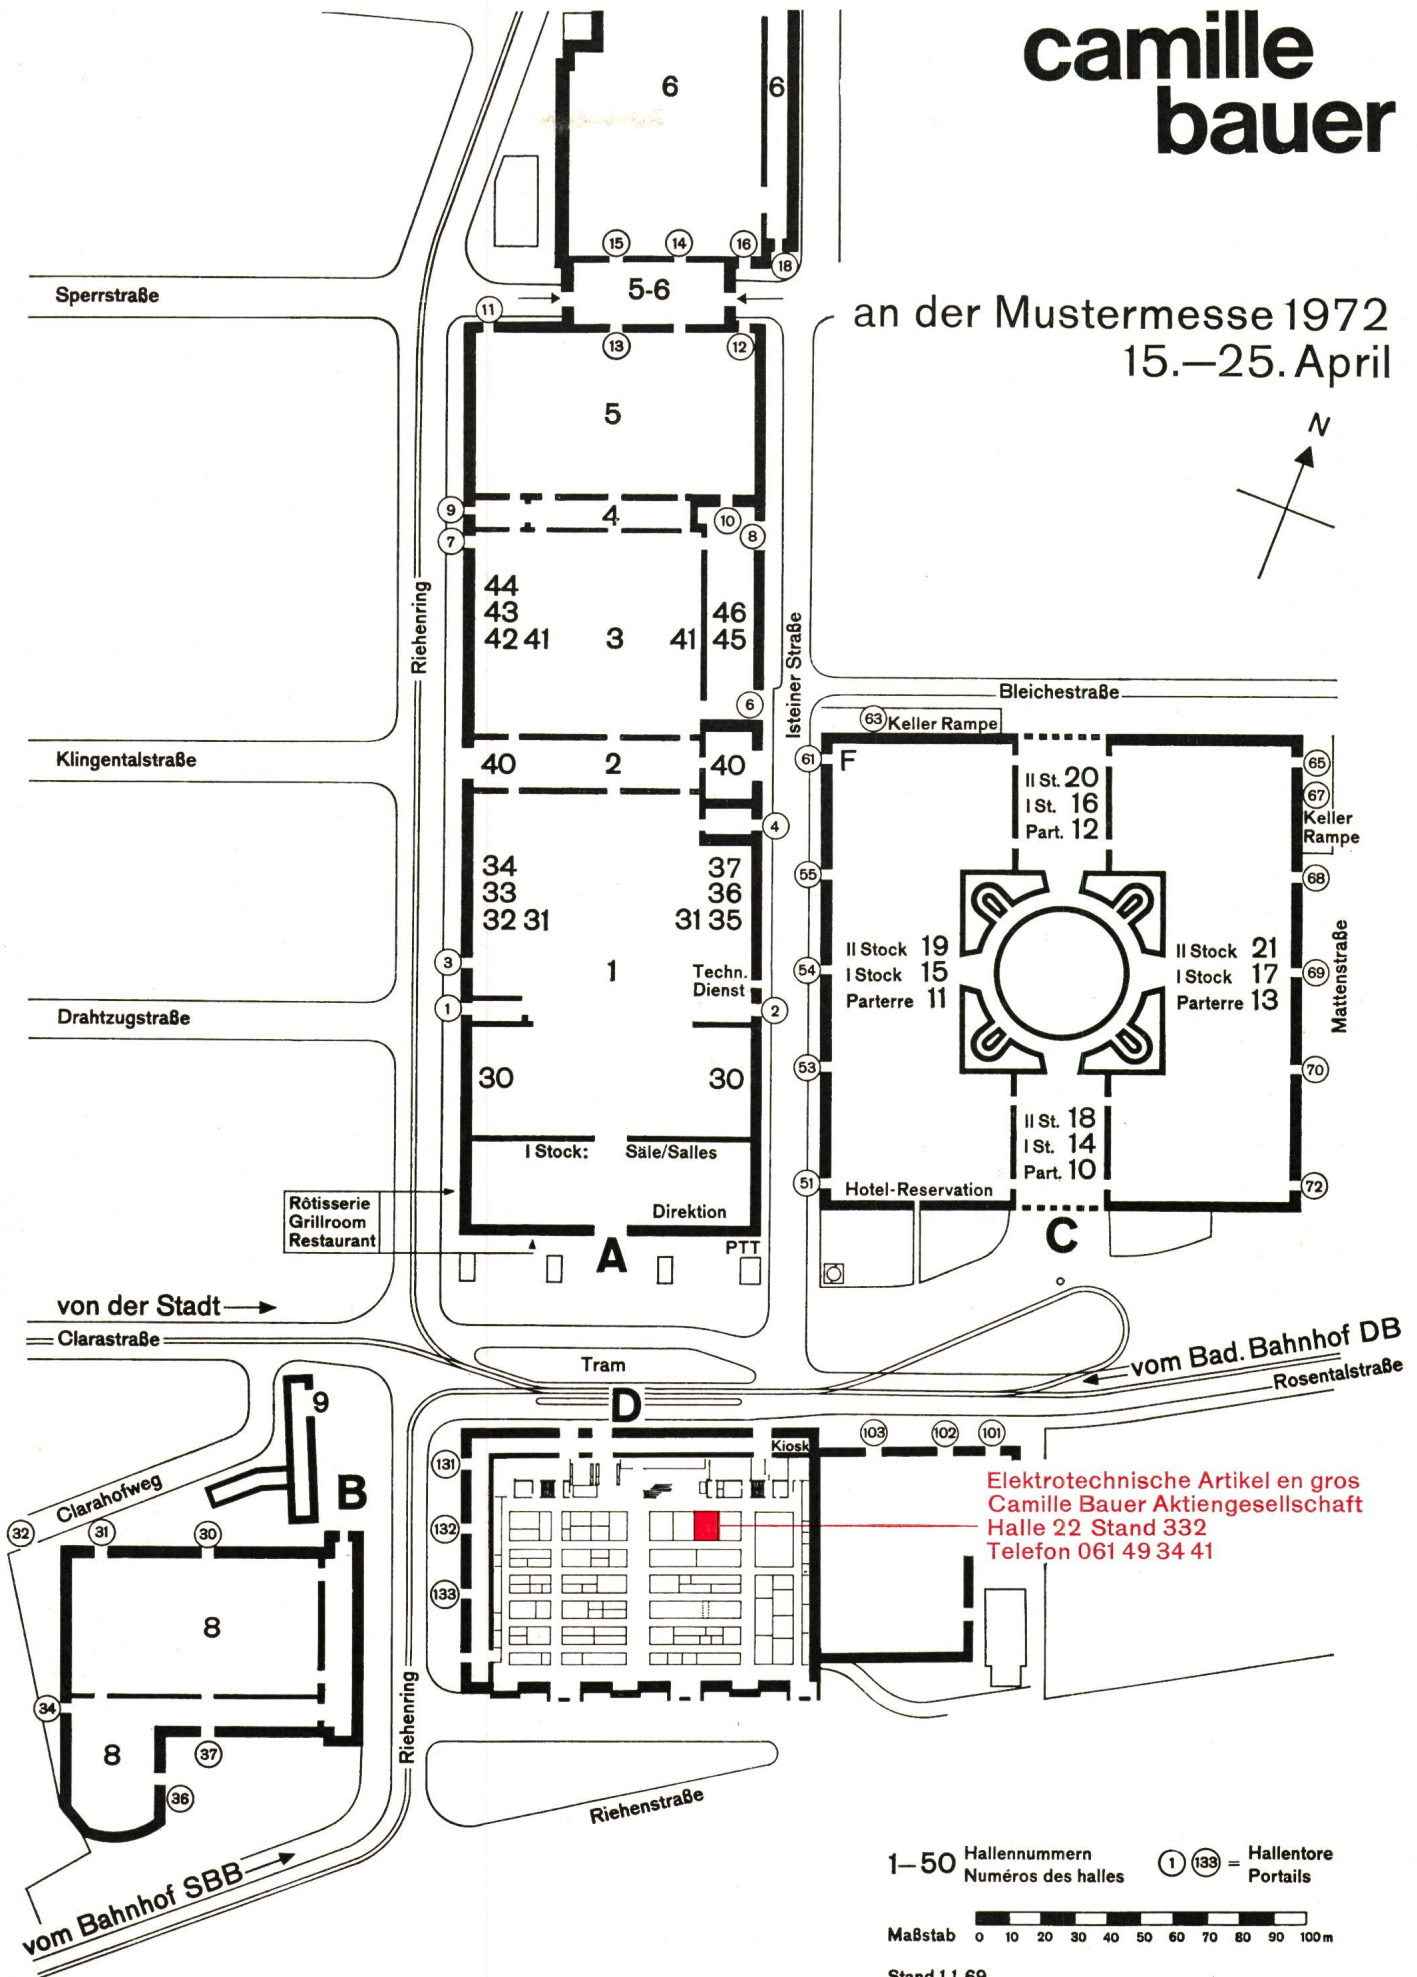 camille
bauer
an der Mustermesse 1972
15.—25. April
N
6
6
15
14
16
18
5-6
Sperrstraße
11
13
12
5
9
4
10
7
8
44
43
46
42 41
3
41
45
Riehenring
Isteiner Straße
6
Bleichestraße
63
Keller Rampe
Klingentalstraße
40
2
40
61
F
II St. 20
I St. 16
Part. 12
65
67
Keller
Rampe
4
34
33
32 31
37
36
31 35
55
68
3
1
Techn.
Dienst
II Stock 19
I Stock 15
Parterre 11
54
II Stock 21
I Stock 17
Parterre 13
69
Mattenstraße
Drahtzugstraße
1
2
30
30
53
70
II St. 18
I St. 14
Part. 10
I Stock:
Säle/Salles
51
Hotel-Reservation
72
Rôtisserie
Grillroom
Restaurant
Direktion
A
PTT
C
von der Stadt
Clarastraße
Tram
vom Bad. Bahnhof DB
Rosentalstraße
D
9
B
Kiosk
103
102
101
131
Clarahofweg
Elektrotechnische Artikel en gros
Camille Bauer Aktiengesellschaft
Halle 22 Stand 332
Telefon 061 49 34 41
32
31
30
132
133
8
34
8
37
36
Riehenring
Riehenstraße
vom Bahnhof SBB
1–50 Hallennummern
Numéros des halles
1 133 = Hallentore
Portails
Maßstab 0 10 20 30 40 50 60 70 80 90 100 m
Stand 1.1.69